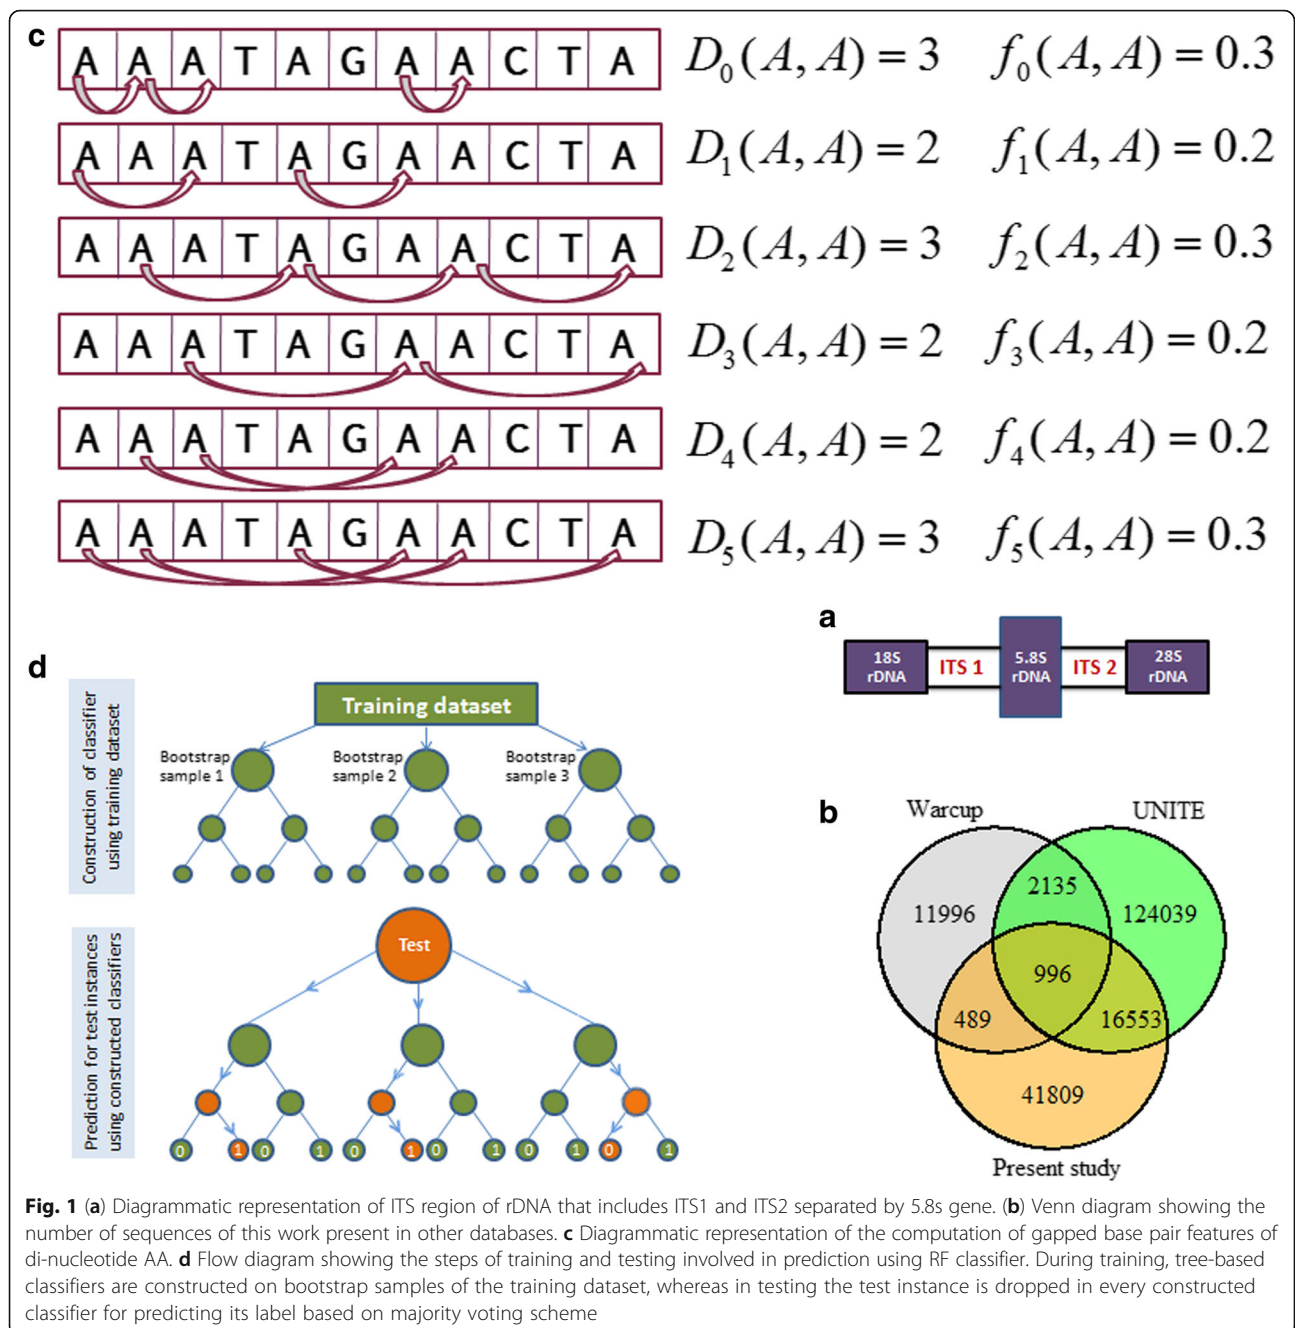 c
A A A T A G A A C T A D0(A, A) = 3 f0(A, A) = 0.3
A A A T A G A A C T A D1(A, A) = 2 f1(A, A) = 0.2
A A A T A G A A C T A D2(A, A) = 3 f2(A, A) = 0.3
A A A T A G A A C T A D3(A, A) = 2 f3(A, A) = 0.2
A A A T A G A A C T A D4(A, A) = 2 f4(A, A) = 0.2
A A A T A G A A C T A D5(A, A) = 3 f5(A, A) = 0.3
a
18S
rDNA
ITS 1
5.8S
rDNA
ITS 2
28S
rDNA
d
Construction of classifier
using training dataset
Training dataset
Bootstrap
sample 1
Bootstrap
sample 2
Bootstrap
sample 3
Prediction for test instances
using constructed classifiers
Test
0 1 0 1 0 1 0 1 0 1 0 1
b
Warcup UNITE
2135
11996 124039
996
489 16553
41809
Present study
Fig. 1 (a) Diagrammatic representation of ITS region of rDNA that includes ITS1 and ITS2 separated by 5.8s gene. (b) Venn diagram showing the
number of sequences of this work present in other databases. c Diagrammatic representation of the computation of gapped base pair features of
di-nucleotide AA. d Flow diagram showing the steps of training and testing involved in prediction using RF classifier. During training, tree-based
classifiers are constructed on bootstrap samples of the training dataset, whereas in testing the test instance is dropped in every constructed
classifier for predicting its label based on majority voting scheme